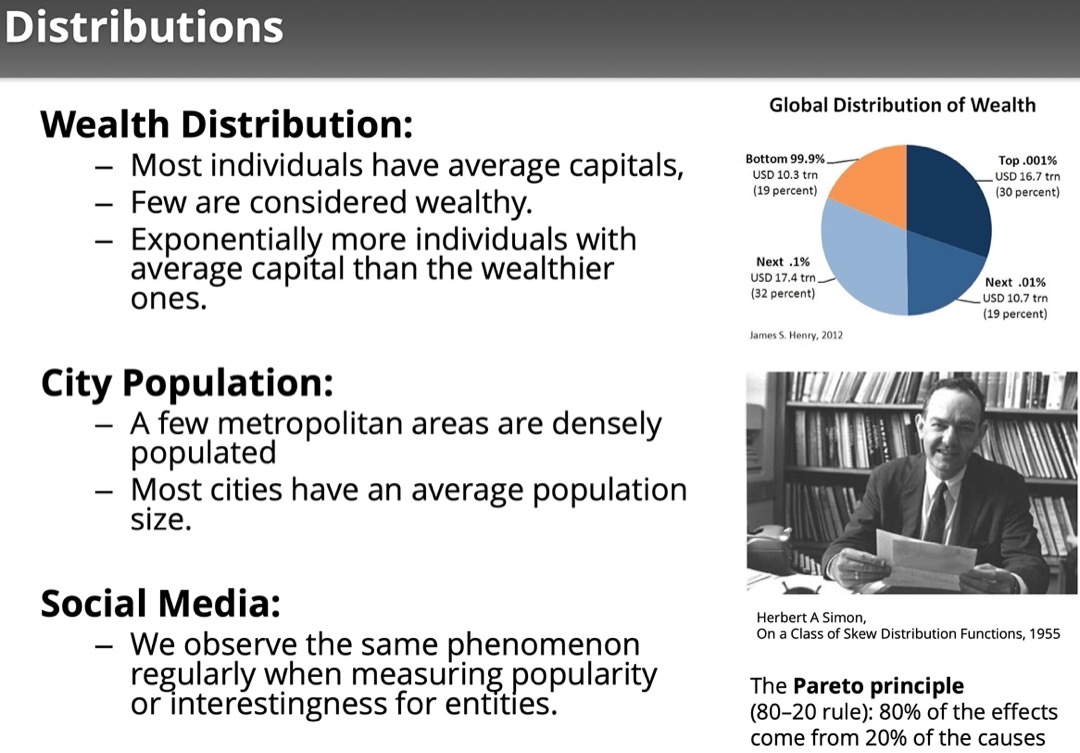 Distributions
Wealth Distribution:
– Most individuals have average capitals,
– Few are considered wealthy.
– Exponentially more individuals with
average capital than the wealthier
ones.
City Population:
– A few metropolitan areas are densely
populated
– Most cities have an average population
size.
Social Media:
– We observe the same phenomenon
regularly when measuring popularity
or interestingness for entities.
Global Distribution of Wealth
Bottom 99.9%
USD 10.3 trn
(19 percent)
Top .001%
USD 16.7 trn
(30 percent)
Next .1%
USD 17.4 trn
(32 percent)
Next .01%
USD 10.7 trn
(19 percent)
James S. Henry, 2012
Herbert A Simon,
On a Class of Skew Distribution Functions, 1955
The Pareto principle
(80–20 rule): 80% of the effects
come from 20% of the causes